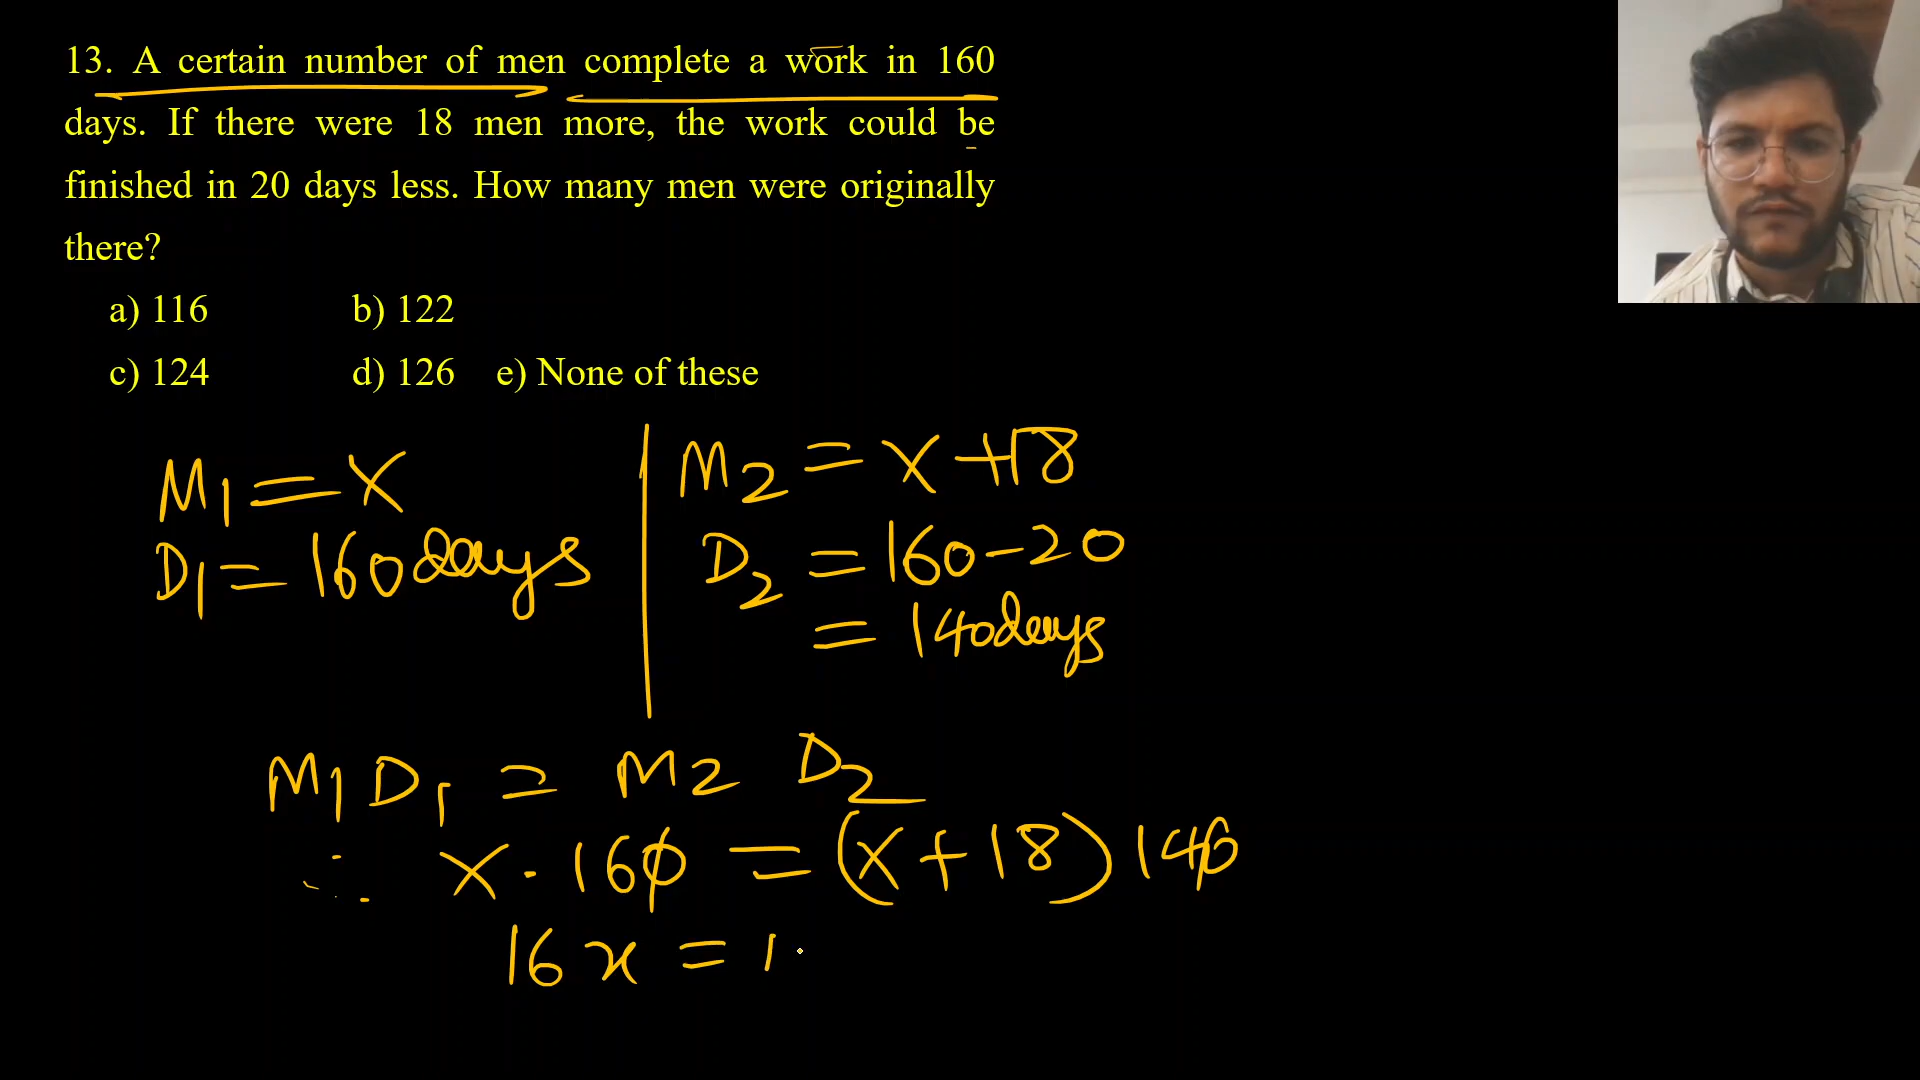 13. A certain number of men complete a work in 160
days. If there were 18 men more, the work could be
finished in 20 days less. How many men were originally
there?
a) 116 b) 122
c) 124 d) 126 e) None of these
M1 = x
D1 = 160 days
M2 = x + 18
D2 = 160 - 20
= 140 days
M1 D1 = M2 D2
∴ x · 160 = (x + 18) 140
16x = 1